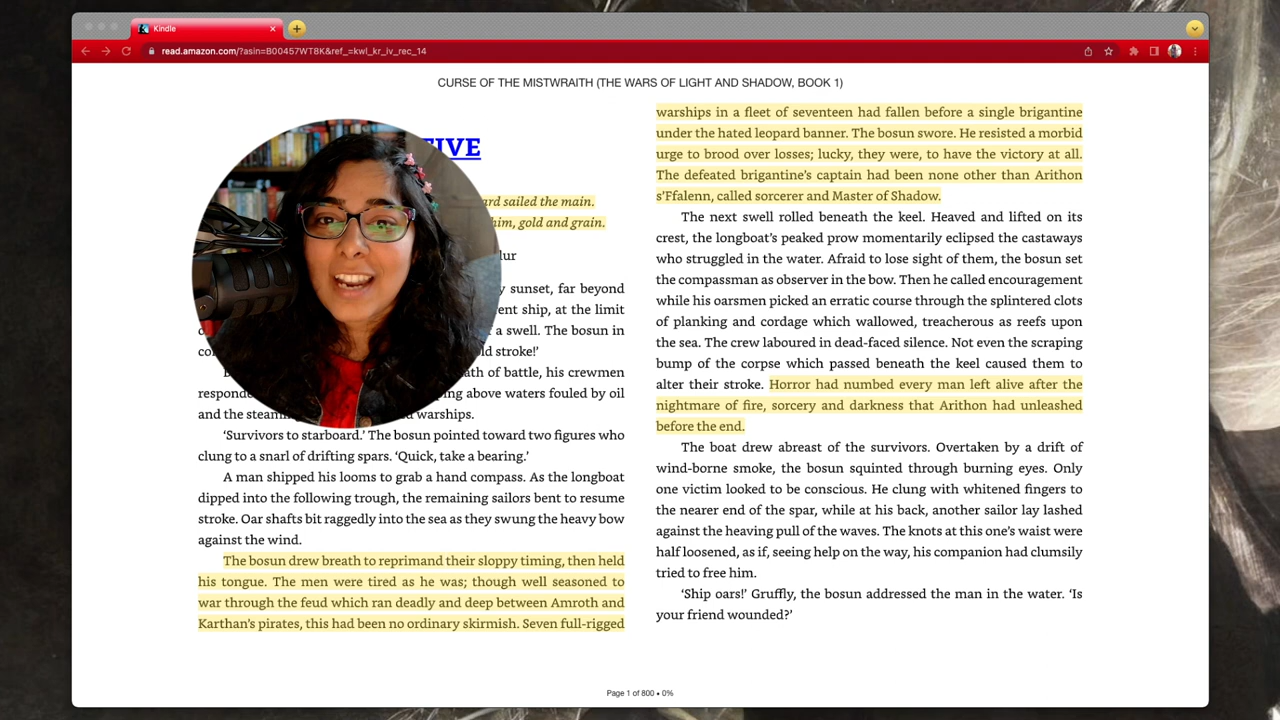 Kindle
read.amazon.com/?asin=B00457WT8K&ref_=kwl_kr_iv_rec_14
CURSE OF THE MISTWRAITH (THE WARS OF LIGHT AND SHADOW, BOOK 1)
sailed the main.
him, gold and grain.
sunset, far beyond
ship, at the limit
a swell. The bosun in
stroke!’
of battle, his crewmen
above waters fouled by oil
and the warships.
‘Survivors to starboard.’ The bosun pointed toward two figures who
clung to a snarl of drifting spars. ‘Quick, take a bearing.’
A man shipped his looms to grab a hand compass. As the longboat
dipped into the following trough, the remaining sailors bent to resume
stroke. Oar shafts bit raggedly into the sea as they swung the heavy bow
against the wind.
The bosun drew breath to reprimand their sloppy timing, then held
his tongue. The men were tired as he was; though well seasoned to
war through the feud which ran deadly and deep between Amroth and
Karthan’s pirates, this had been no ordinary skirmish. Seven full-rigged
warships in a fleet of seventeen had fallen before a single brigantine
under the hated leopard banner. The bosun swore. He resisted a morbid
urge to brood over losses; lucky, they were, to have the victory at all.
The defeated brigantine’s captain had been none other than Arithon
s’Ffalenn, called sorcerer and Master of Shadow.
The next swell rolled beneath the keel. Heaved and lifted on its
crest, the longboat’s peaked prow momentarily eclipsed the castaways
who struggled in the water. Afraid to lose sight of them, the bosun set
the compassman as observer in the bow. Then he called encouragement
while his oarsmen picked an erratic course through the splintered clots
of planking and cordage which wallowed, treacherous as reefs upon
the sea. The crew laboured in dead-faced silence. Not even the scraping
bump of the corpse which passed beneath the keel caused them to
alter their stroke. Horror had numbed every man left alive after the
nightmare of fire, sorcery and darkness that Arithon had unleashed
before the end.
The boat drew abreast of the survivors. Overtaken by a drift of
wind-borne smoke, the bosun squinted through burning eyes. Only
one victim looked to be conscious. He clung with whitened fingers to
the nearer end of the spar, while at his back, another sailor lay lashed
against the heaving pull of the waves. The knots at this one’s waist were
half loosened, as if, seeing help on the way, his companion had clumsily
tried to free him.
‘Ship oars!’ Gruffly, the bosun addressed the man in the water. ‘Is
your friend wounded?’
Page 1 of 800 • 0%